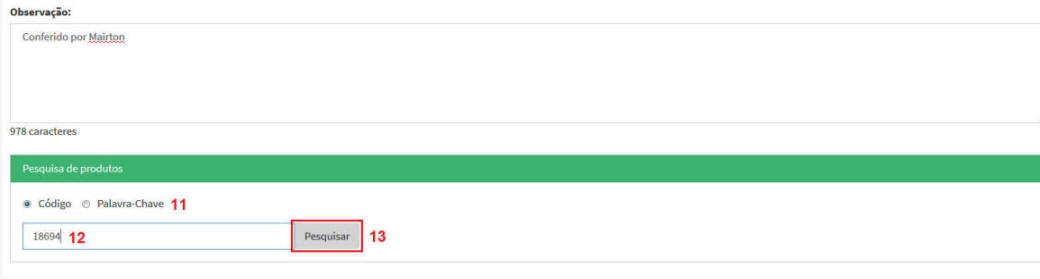 Observação:
Conferido por Mairton
978 caracteres
Pesquisa de produtos
Código Palavra-Chave 11
18694 12 Pesquisar 13